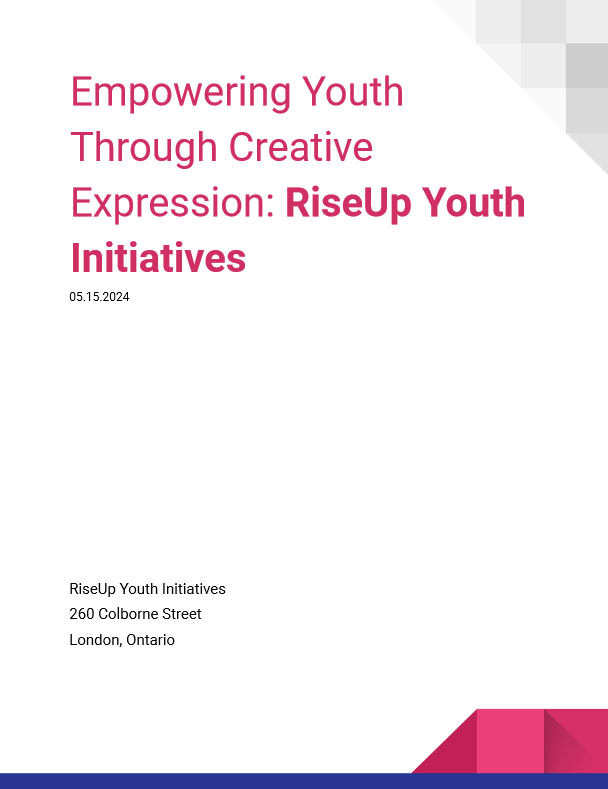 Empowering Youth
Through Creative
Expression: RiseUp Youth
Initiatives
05.15.2024
RiseUp Youth Initiatives
260 Colborne Street
London, Ontario